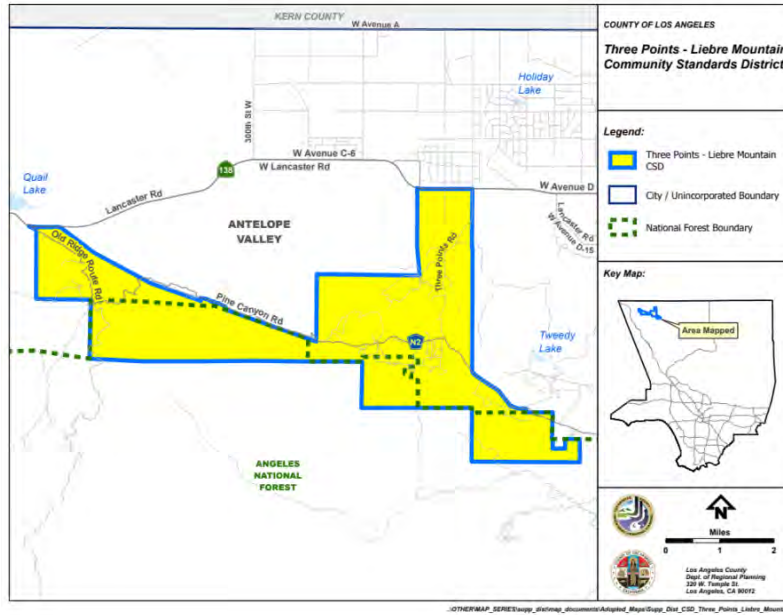 KERN COUNTY
W Avenue A
300th St W
Holiday
Lake
W Avenue C-6
138
W Lancaster Rd
Quail
Lake
Lancaster Rd
W Avenue D
Lancaster Rd
W Avenue D-15
ANTELOPE
VALLEY
Old Ridge Route Rd
Three Points Rd
Pine Canyon Rd
N2
Tweedy
Lake
ANGELES
NATIONAL
FOREST
COUNTY OF LOS ANGELES
Three Points - Liebre Mountain
Community Standards District
Legend:
Three Points - Liebre Mountain
CSD
City / Unincorporated Boundary
National Forest Boundary
Key Map:
Area Mapped
N
Miles
0 1 2
Los Angeles County
Dept. of Regional Planning
320 W. Temple St.
Los Angeles, CA 90012